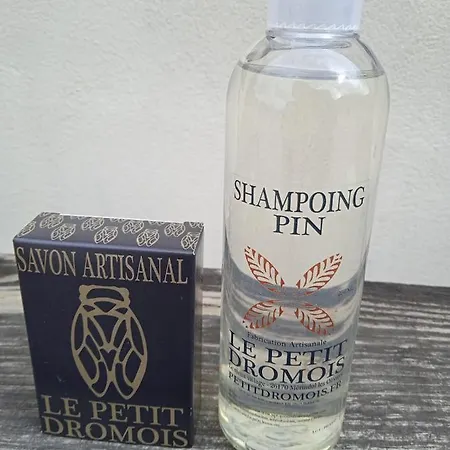 SAVON ARTISANAL
LE PETIT
DROMOIS
SHAMPOING
PIN
Fabrication Artisanale
LE PETIT
DROMOIS
PETITDROMOIS.FR